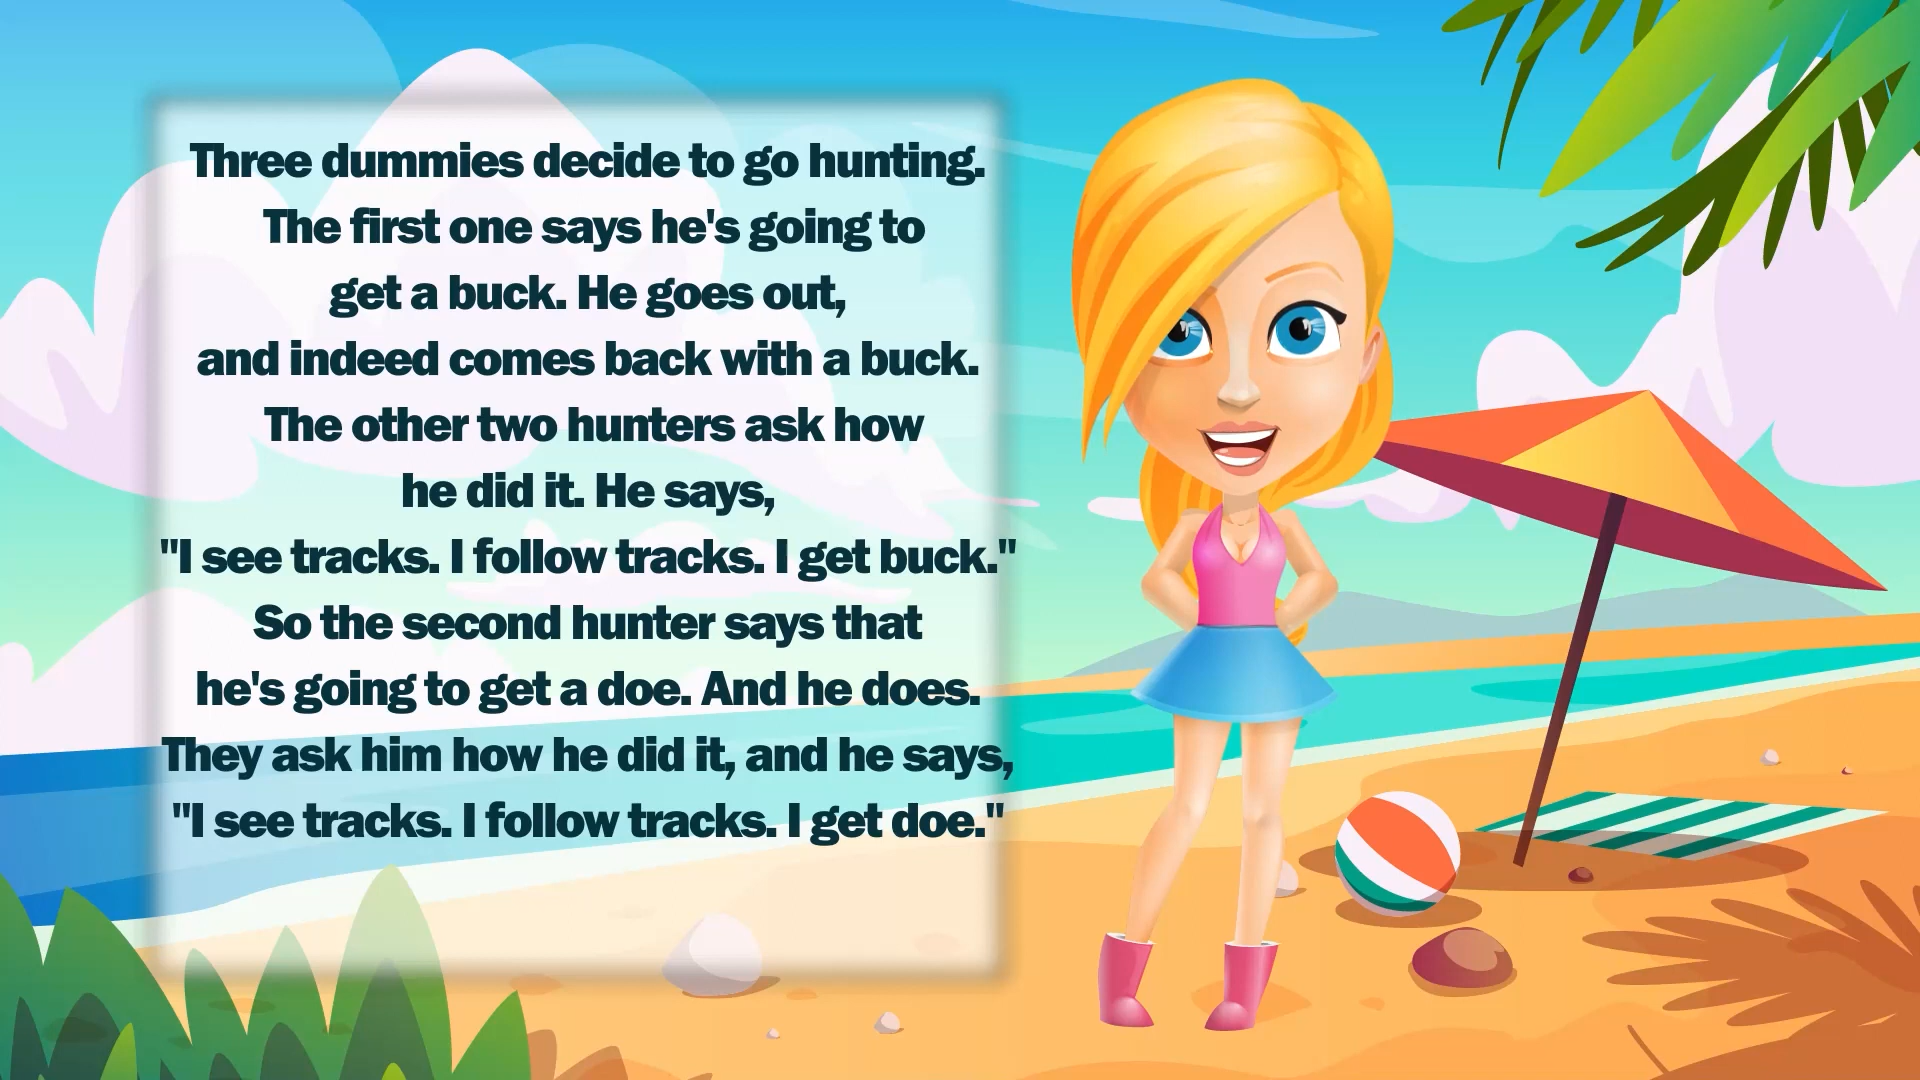 Three dummies decide to go hunting.
The first one says he's going to
get a buck. He goes out,
and indeed comes back with a buck.
The other two hunters ask how
he did it. He says,
"I see tracks. I follow tracks. I get buck."
So the second hunter says that
he's going to get a doe. And he does.
They ask him how he did it, and he says,
"I see tracks. I follow tracks. I get doe."